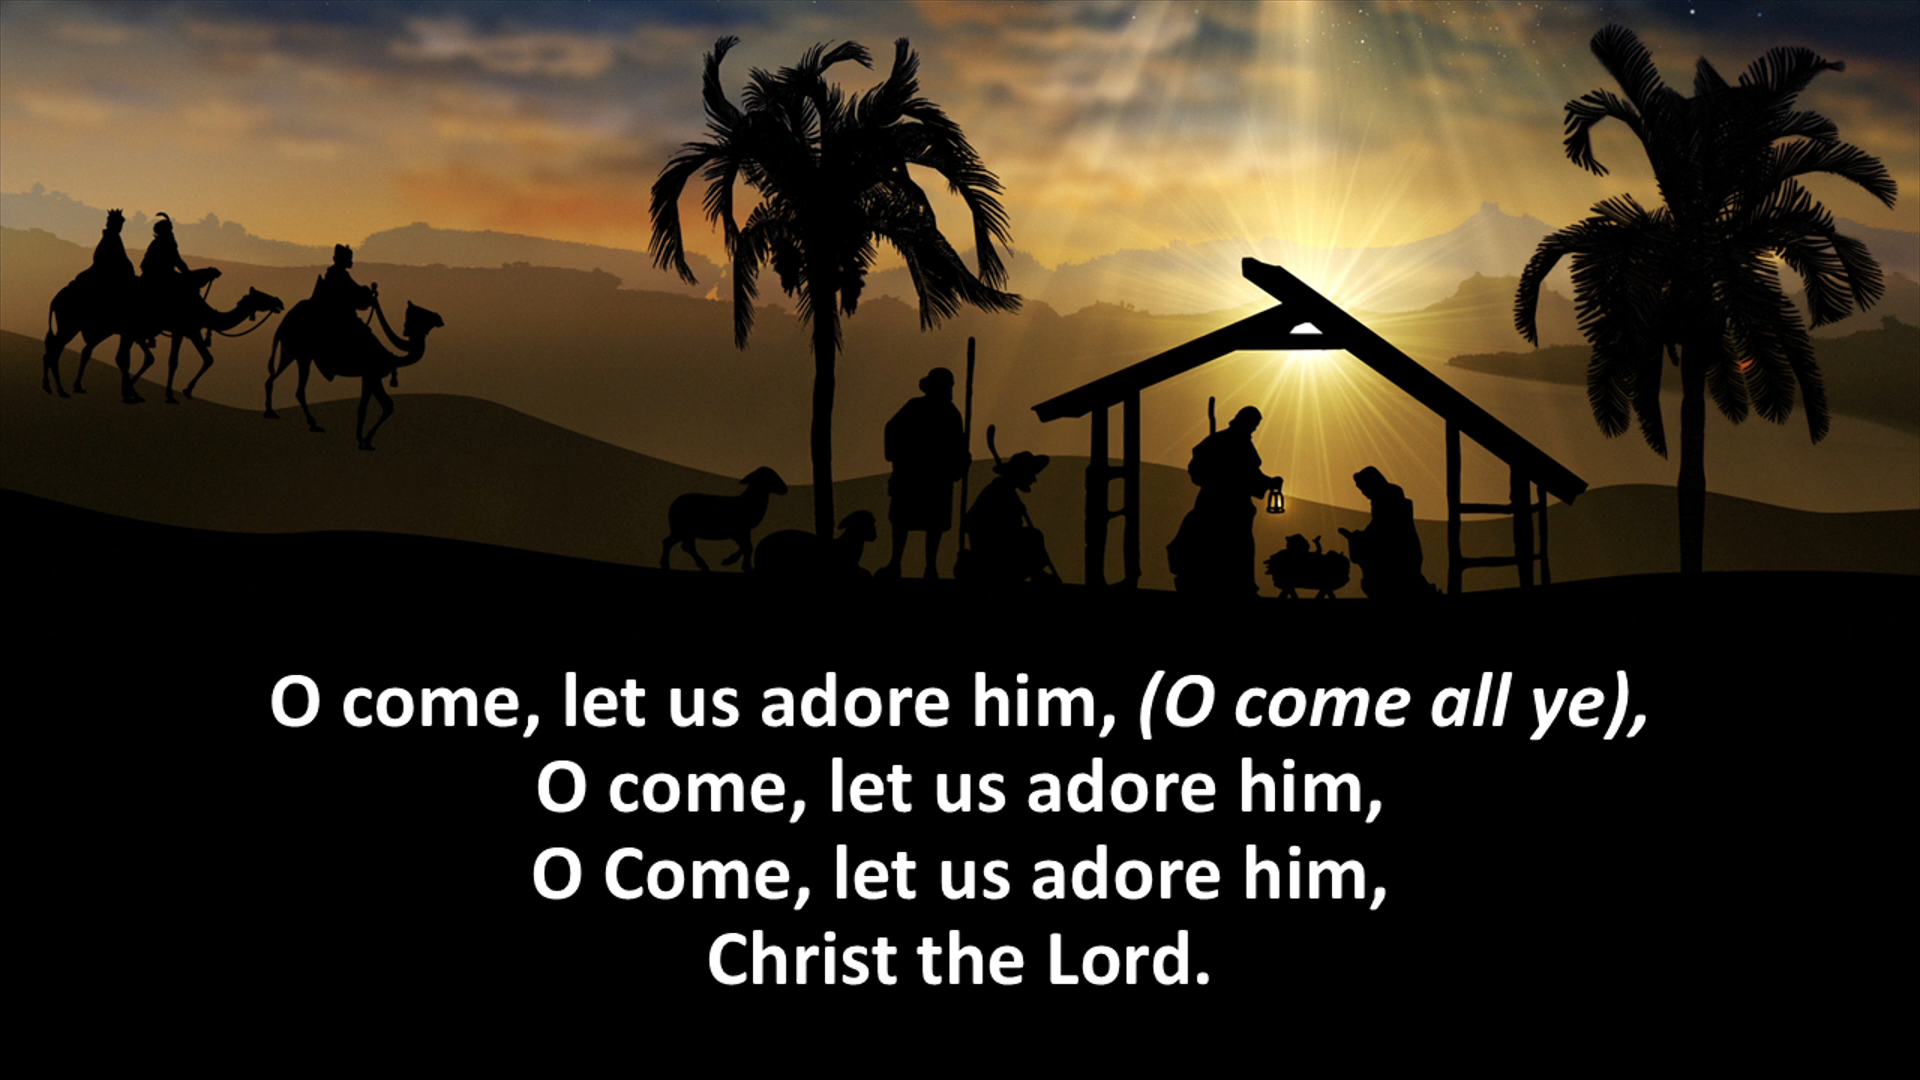 O come, let us adore him, (O come all ye),
O come, let us adore him,
O Come, let us adore him,
Christ the Lord.